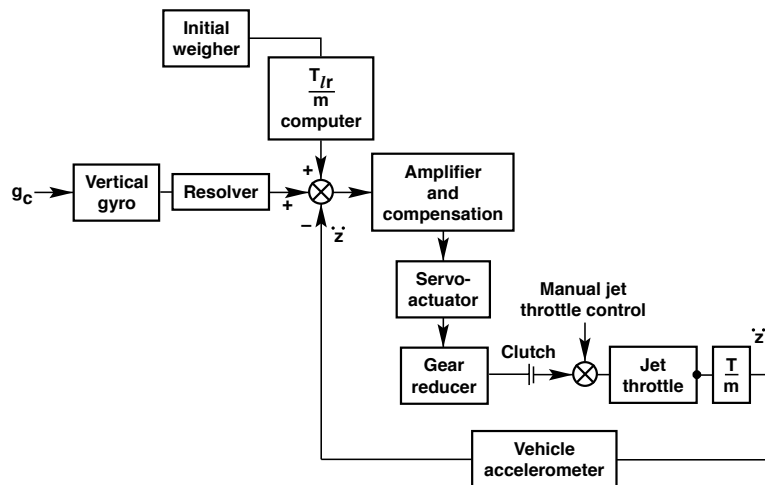 Initial
weigher
T_lr
m
computer
+
g_c
Vertical
gyro
Resolver
+
−
z̈
Amplifier
and
compensation
Servo-
actuator
Manual jet
throttle control
Gear
reducer
Clutch
Jet
throttle
T
m
z̈
Vehicle
accelerometer